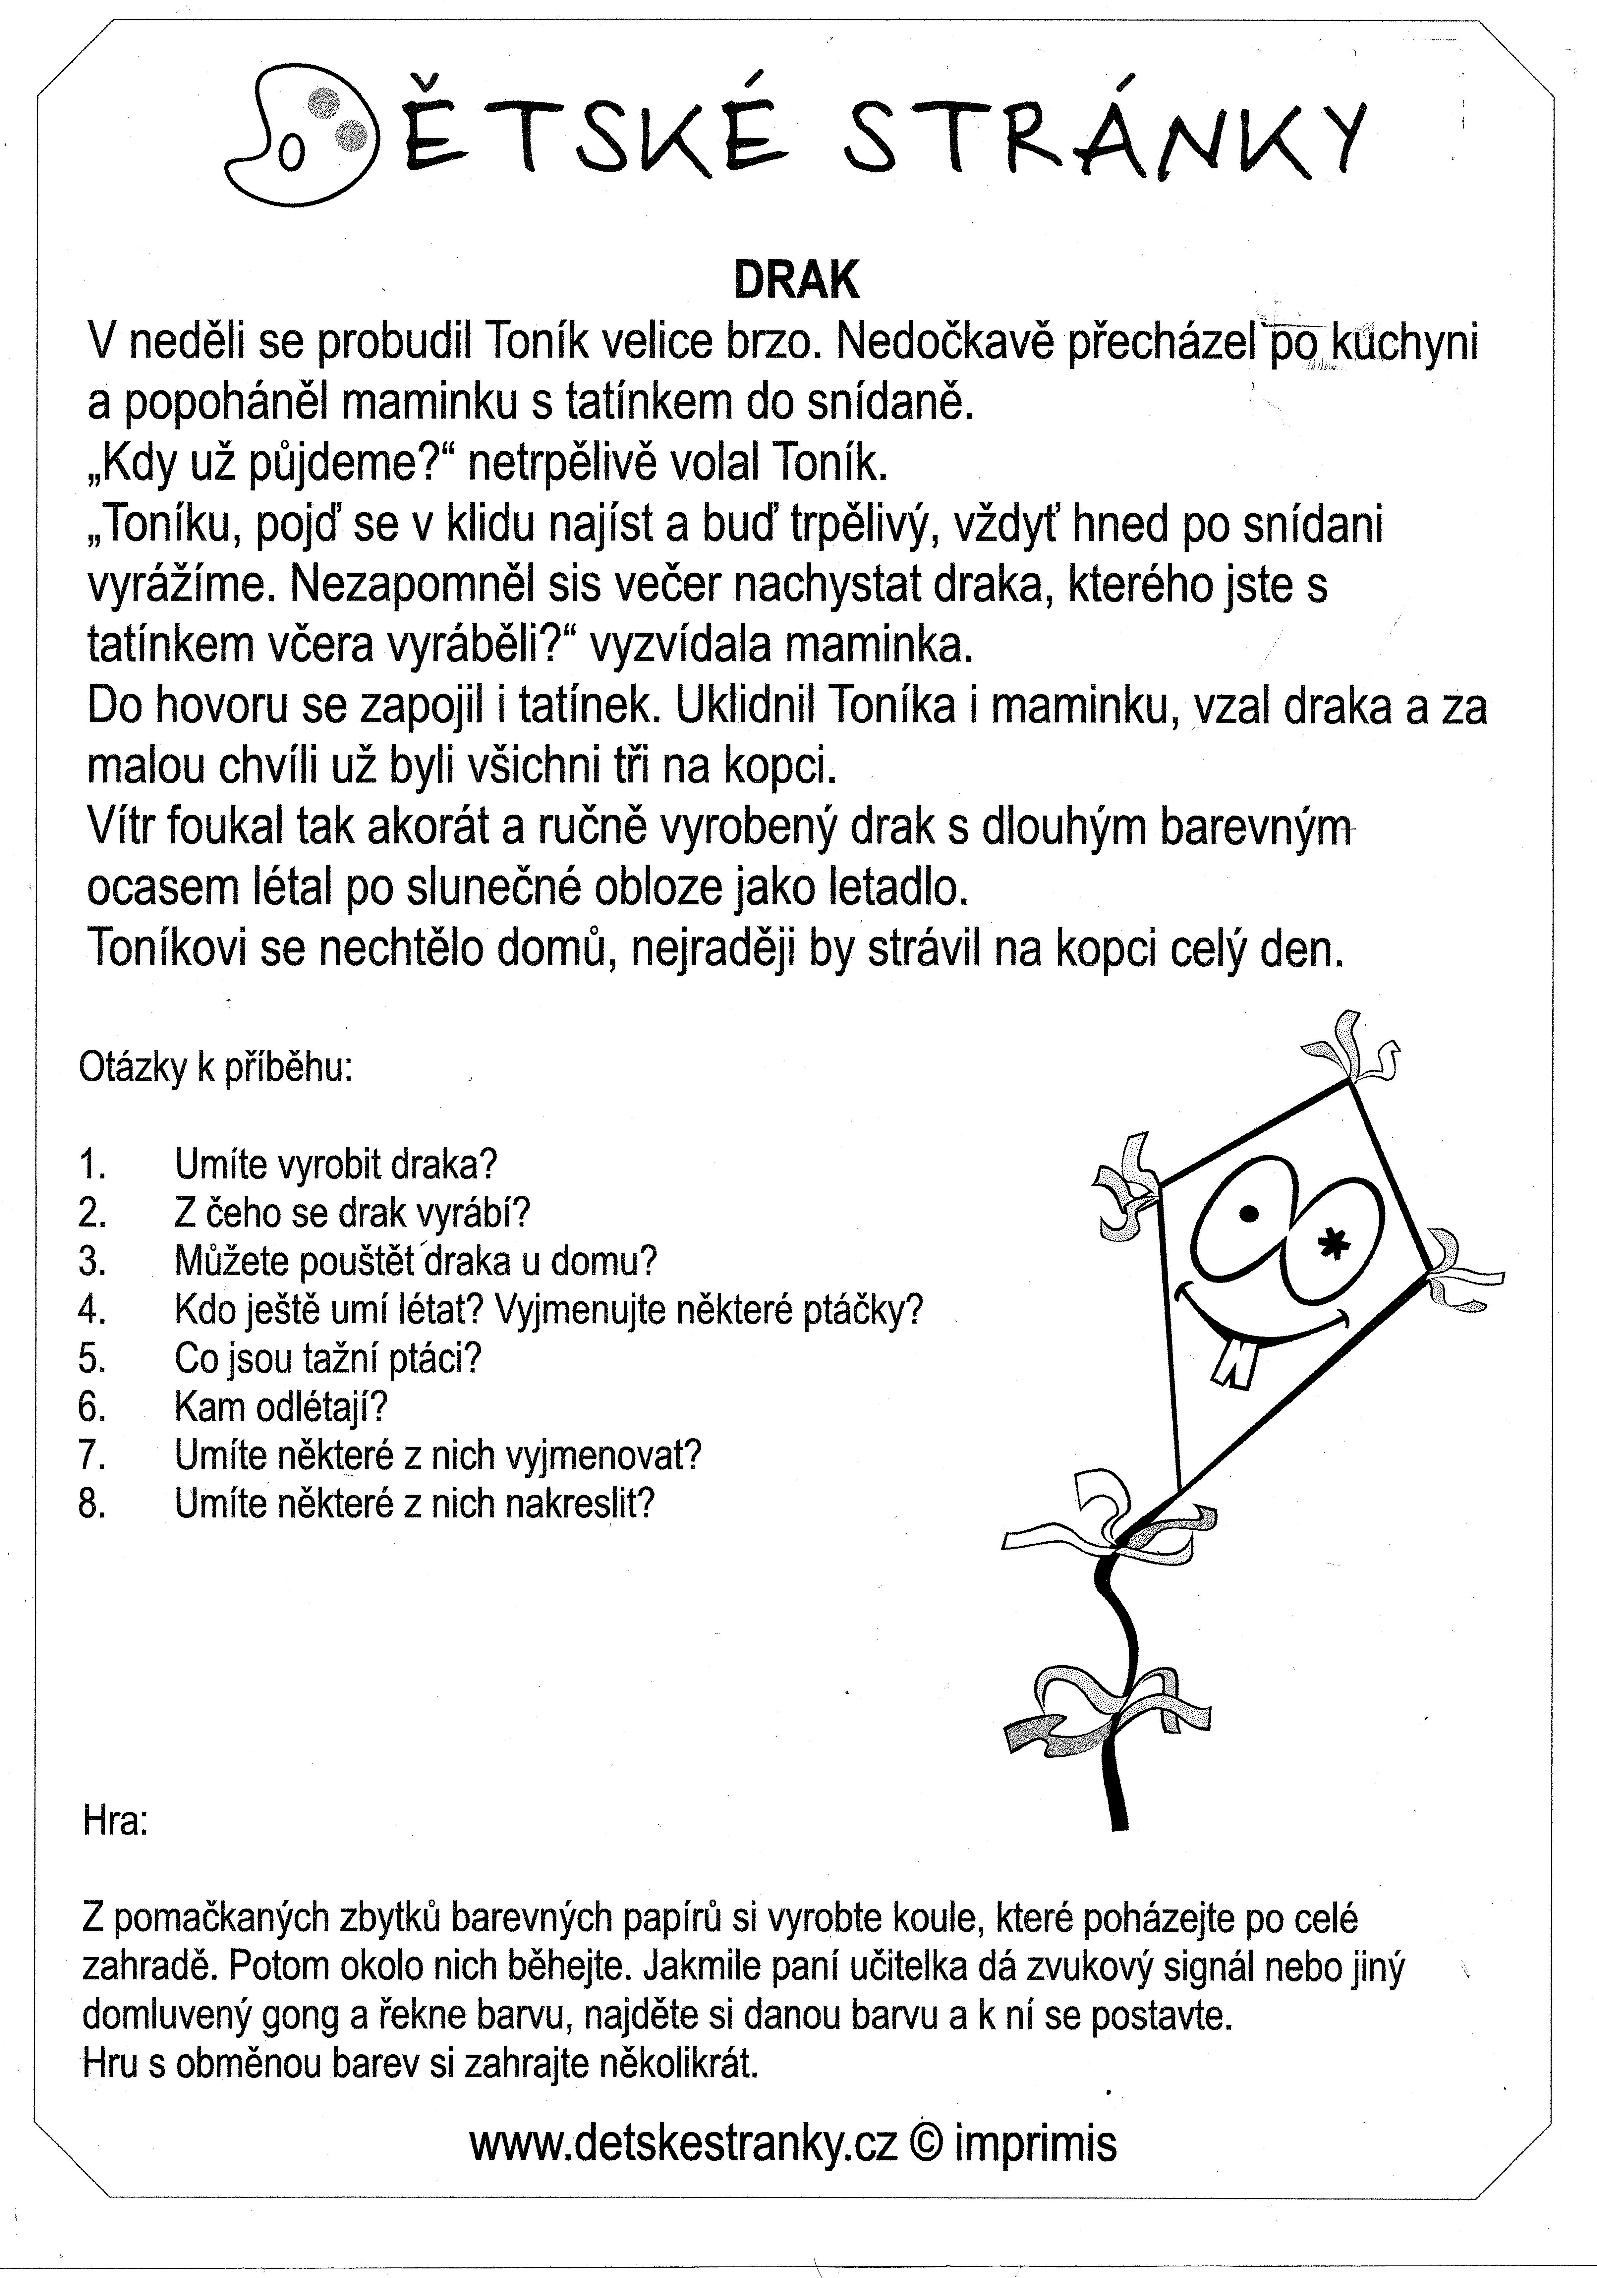 DĚTSKÉ STRÁNKY
DRAK
V neděli se probudil Toník velice brzo. Nedočkavě přecházel po kuchyni
a popoháněl maminku s tatínkem do snídaně.
„Kdy už půjdeme?“ netrpělivě volal Toník.
„Toníku, pojď se v klidu najíst a buď trpělivý, vždyť hned po snídani
vyrážíme. Nezapomněl sis večer nachystat draka, kterého jste s
tatínkem včera vyráběli?“ vyzvídala maminka.
Do hovoru se zapojil i tatínek. Uklidnil Toníka i maminku, vzal draka a za
malou chvíli už byli všichni tři na kopci.
Vítr foukal tak akorát a ručně vyrobený drak s dlouhým barevným
ocasem létal po slunečné obloze jako letadlo.
Toníkovi se nechtělo domů, nejraději by strávil na kopci celý den.
Otázky k příběhu:
1. Umíte vyrobit draka?
2. Z čeho se drak vyrábí?
3. Můžete pouštět draka u domu?
4. Kdo ještě umí létat? Vyjmenujte některé ptáčky?
5. Co jsou tažní ptáci?
6. Kam odlétají?
7. Umíte některé z nich vyjmenovat?
8. Umíte některé z nich nakreslit?
Hra:
Z pomačkaných zbytků barevných papírů si vyrobte koule, které poházejte po celé
zahradě. Potom okolo nich běhejte. Jakmile paní učitelka dá zvukový signál nebo jiný
domluvený gong a řekne barvu, najděte si danou barvu a k ní se postavte.
Hru s obměnou barev si zahrajte několikrát.
www.detskestranky.cz © imprimis